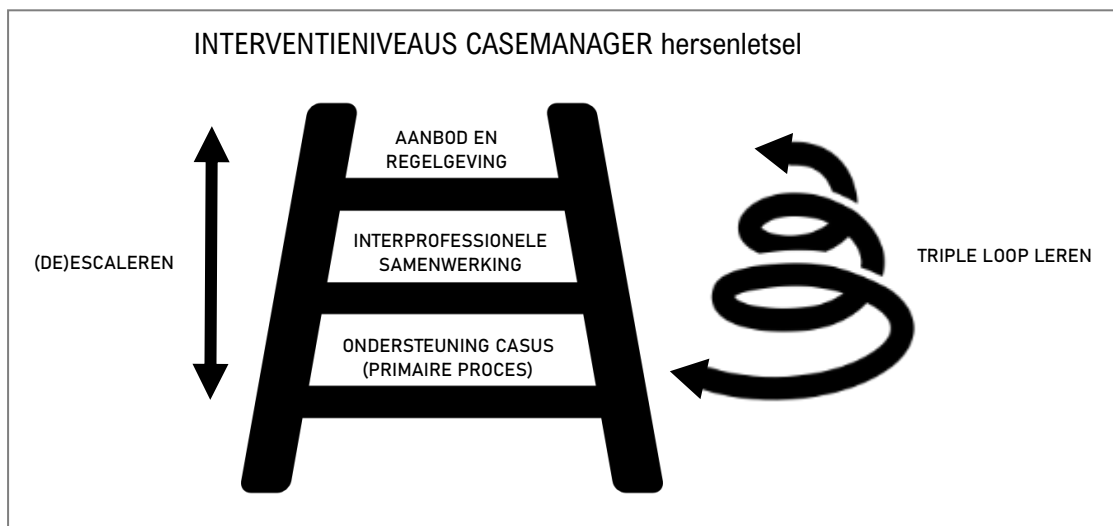 INTERVENTIENIVEAUS CASEMANAGER hersenletsel
AANBOD EN
REGELGEVING
(DE)ESCALEREN
INTERPROFESSIONELE
SAMENWERKING
TRIPLE LOOP LEREN
ONDERSTEUNING CASUS
(PRIMAIRE PROCES)